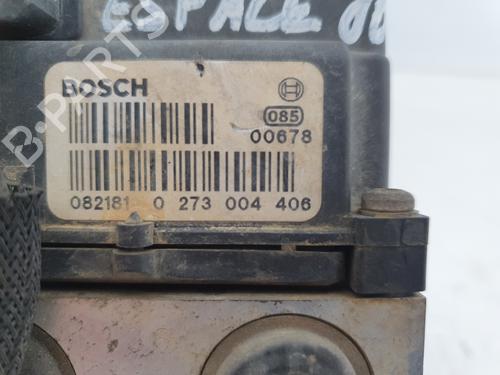 ESPACE
BOSCH
085
00678
082181 0 273 004 406
B-PARTS